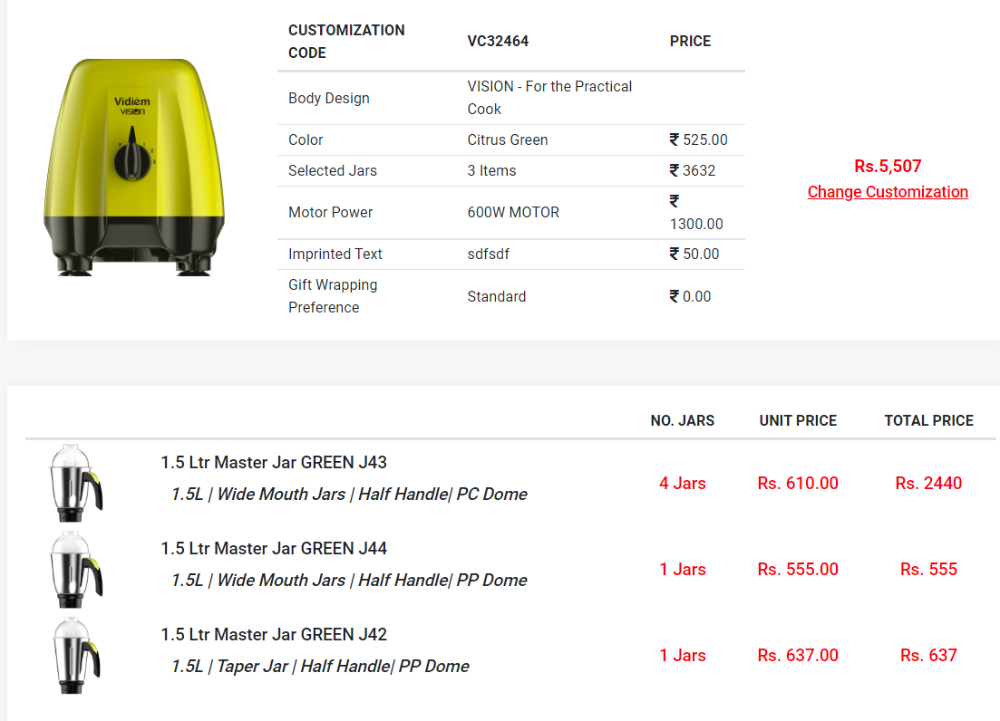 CUSTOMIZATION
CODE
VC32464
PRICE
Body Design
VISION - For the Practical
Cook
Color
Citrus Green
₹ 525.00
Selected Jars
3 Items
₹ 3632
Motor Power
600W MOTOR
₹
1300.00
Imprinted Text
sdfsdf
₹ 50.00
Gift Wrapping
Preference
Standard
₹ 0.00
Vidiem
VISION
Rs.5,507
Change Customization
NO. JARS
UNIT PRICE
TOTAL PRICE
1.5 Ltr Master Jar GREEN J43
1.5L | Wide Mouth Jars | Half Handle| PC Dome
4 Jars
Rs. 610.00
Rs. 2440
1.5 Ltr Master Jar GREEN J44
1.5L | Wide Mouth Jars | Half Handle| PP Dome
1 Jars
Rs. 555.00
Rs. 555
1.5 Ltr Master Jar GREEN J42
1.5L | Taper Jar | Half Handle| PP Dome
1 Jars
Rs. 637.00
Rs. 637